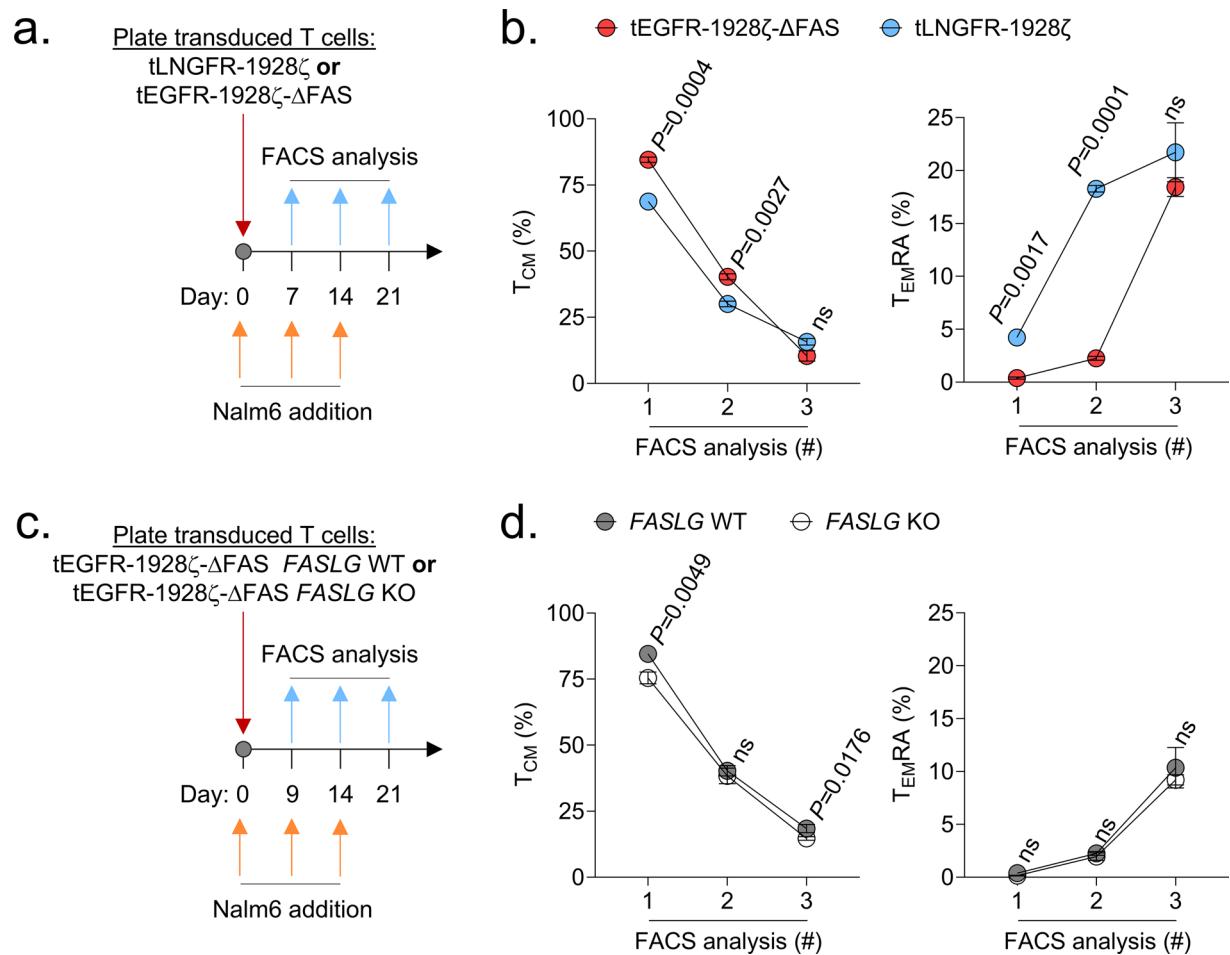 a.
Plate transduced T cells:
tLNGFR-1928ζ or
tEGFR-1928ζ-ΔFAS
FACS analysis
Day: 0 7 14 21
Nalm6 addition
b.
tEGFR-1928ζ-ΔFAS tLNGFR-1928ζ
TCM (%)
100
75
50
25
0
P=0.0004
P=0.0027
ns
1 2 3
FACS analysis (#)
TEMRA (%)
25
20
15
10
5
0
P=0.0017
P=0.0001
ns
1 2 3
FACS analysis (#)
c.
Plate transduced T cells:
tEGFR-1928ζ-ΔFAS FASLG WT or
tEGFR-1928ζ-ΔFAS FASLG KO
FACS analysis
Day: 0 9 14 21
Nalm6 addition
d.
FASLG WT FASLG KO
TCM (%)
100
75
50
25
0
P=0.0049
ns
P=0.0176
1 2 3
FACS analysis (#)
TEMRA (%)
25
20
15
10
5
0
ns
ns
ns
1 2 3
FACS analysis (#)